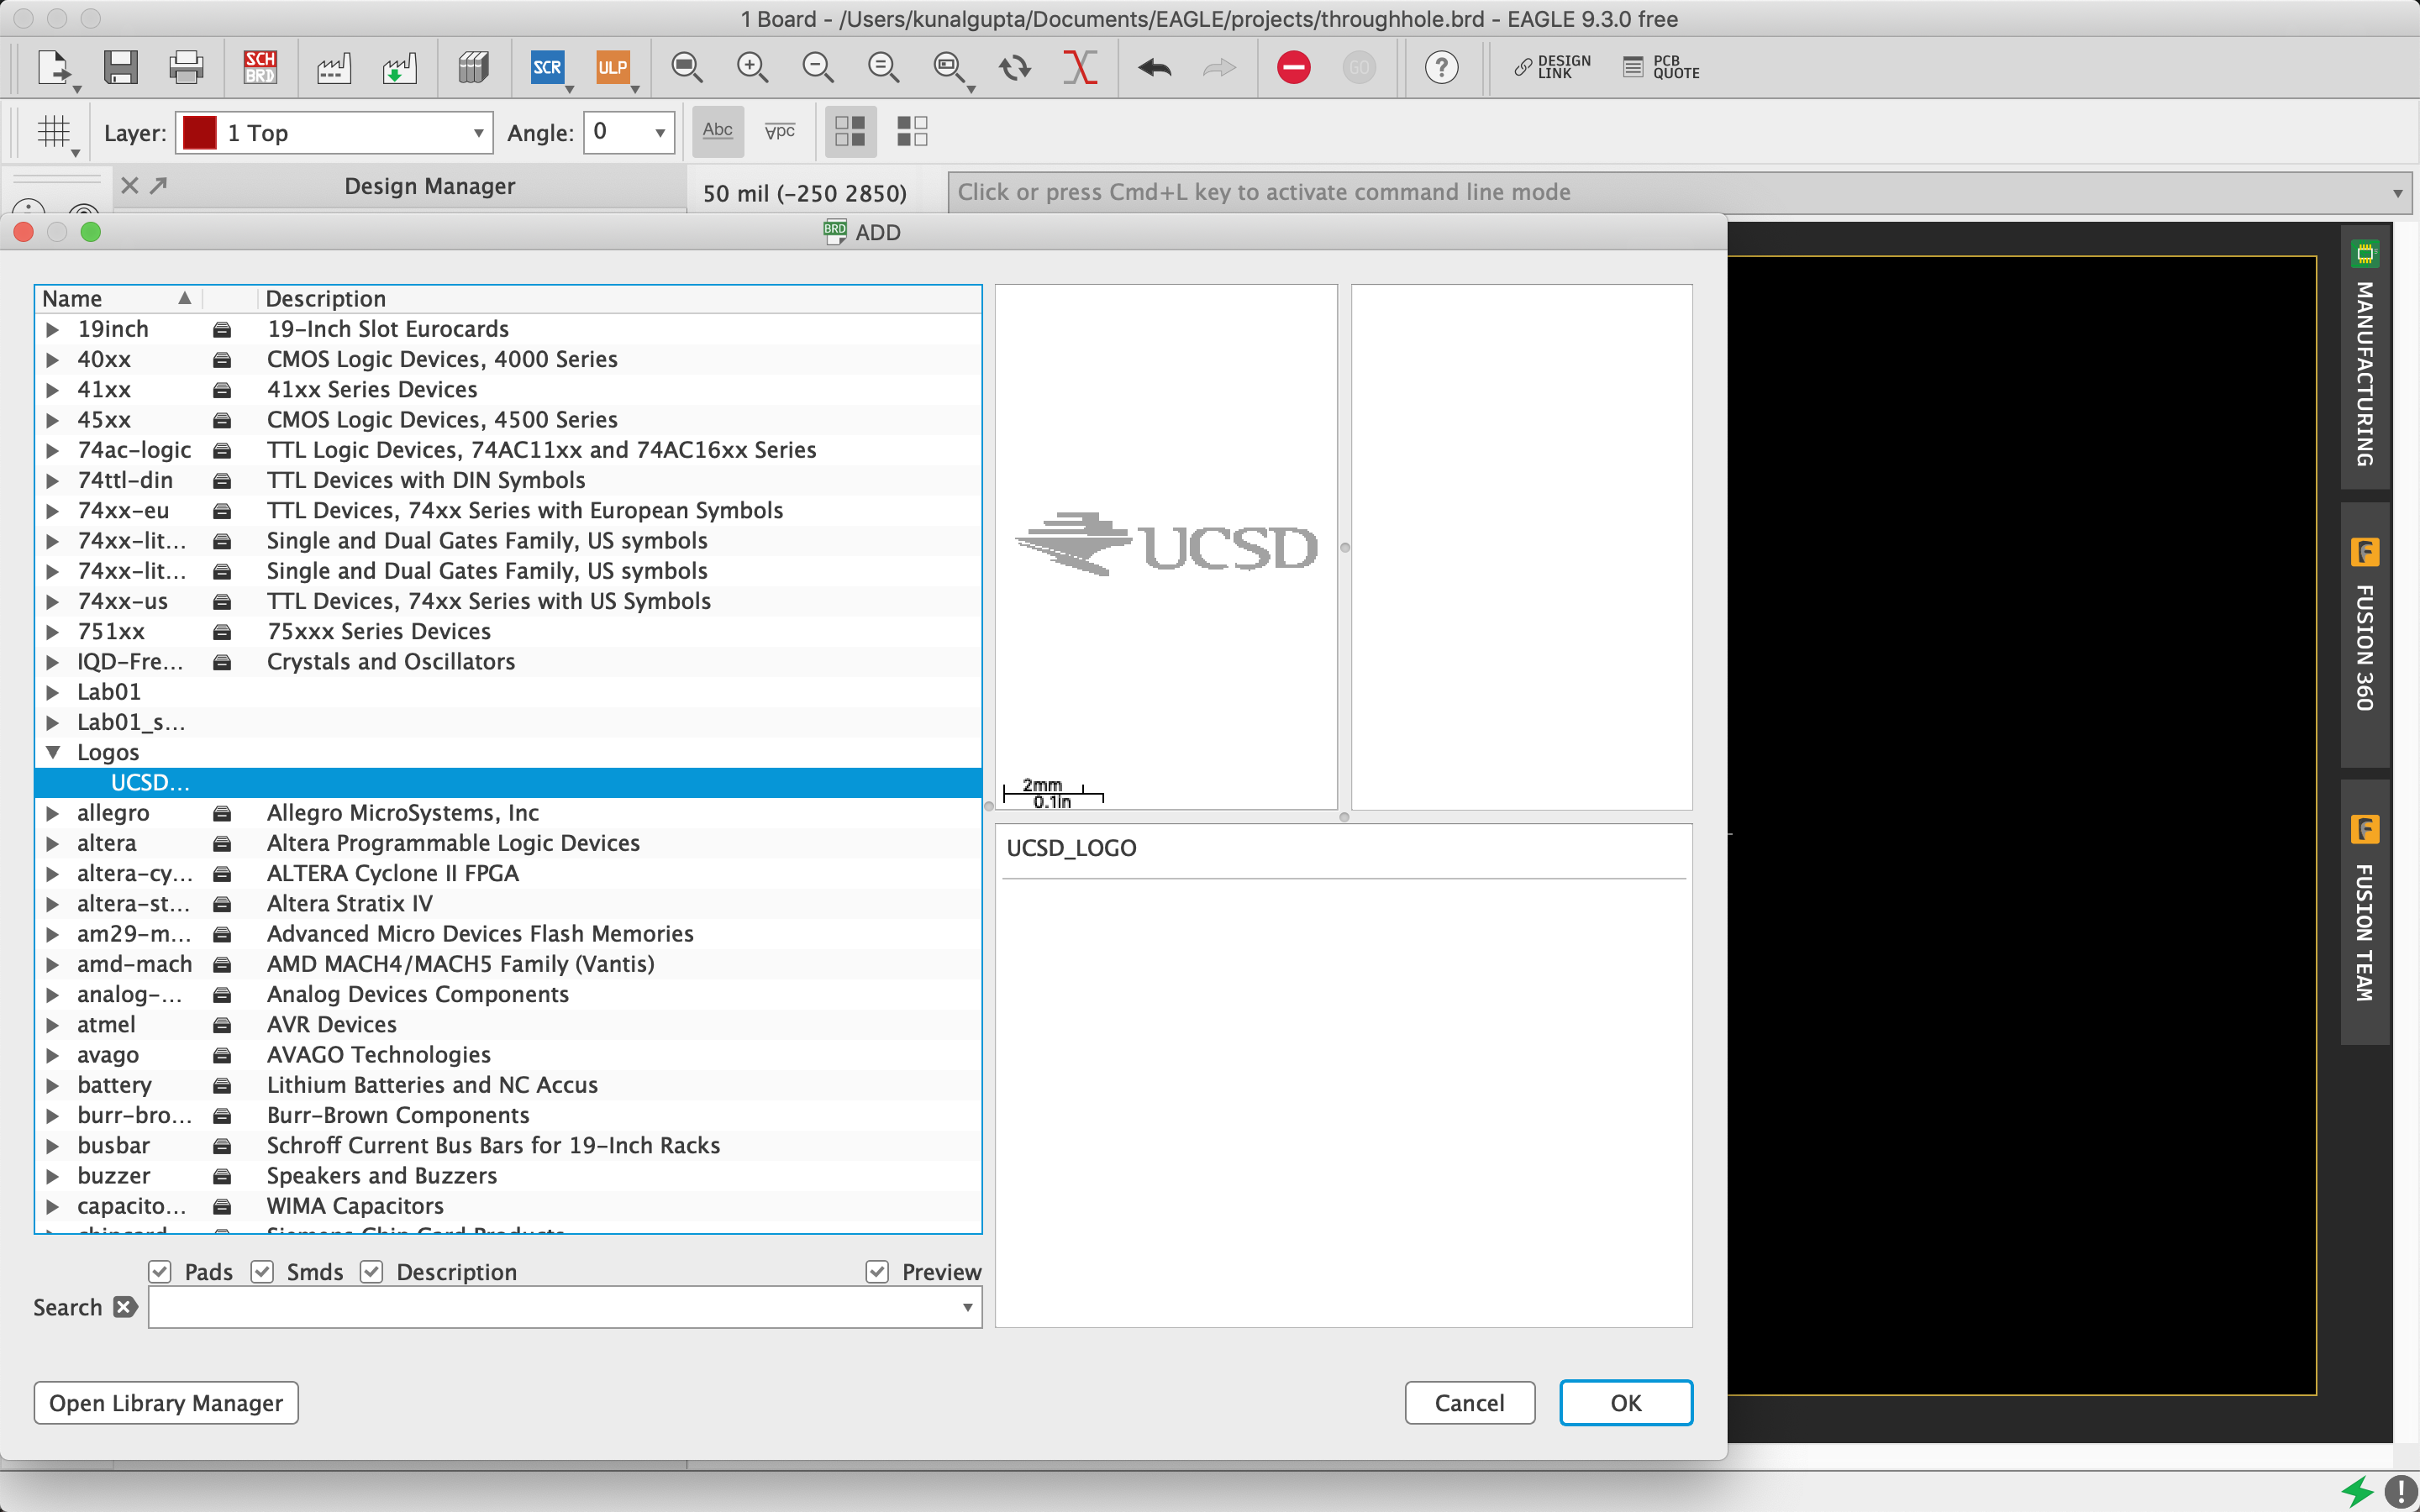 1 Board - /Users/kunalgupta/Documents/EAGLE/projects/throughhole.brd - EAGLE 9.3.0 free
SCH BRD SCR ULP GO ? DESIGN LINK PCB QUOTE
Layer: 1 Top Angle: 0 Abc Abc
Design Manager 50 mil (-250 2850) Click or press Cmd+L key to activate command line mode
BRD ADD
Name Description
19inch 19-Inch Slot Eurocards
40xx CMOS Logic Devices, 4000 Series
41xx 41xx Series Devices
45xx CMOS Logic Devices, 4500 Series
74ac-logic TTL Logic Devices, 74AC11xx and 74AC16xx Series
74ttl-din TTL Devices with DIN Symbols
74xx-eu TTL Devices, 74xx Series with European Symbols
74xx-lit... Single and Dual Gates Family, US symbols
74xx-lit... Single and Dual Gates Family, US symbols
74xx-us TTL Devices, 74xx Series with US Symbols
751xx 75xxx Series Devices
IQD-Fre... Crystals and Oscillators
Lab01
Lab01_s...
Logos
UCSD...
allegro Allegro MicroSystems, Inc
altera Altera Programmable Logic Devices
altera-cy... ALTERA Cyclone II FPGA
altera-st... Altera Stratix IV
am29-m... Advanced Micro Devices Flash Memories
amd-mach AMD MACH4/MACH5 Family (Vantis)
analog-... Analog Devices Components
atmel AVR Devices
avago AVAGO Technologies
battery Lithium Batteries and NC Accus
burr-bro... Burr-Brown Components
busbar Schroff Current Bus Bars for 19-Inch Racks
buzzer Speakers and Buzzers
capacito... WIMA Capacitors
UCSD
2mm
0.1in
UCSD_LOGO
Pads Smds Description Preview
Search
Open Library Manager Cancel OK
MANUFACTURING
FUSION 360
FUSION TEAM